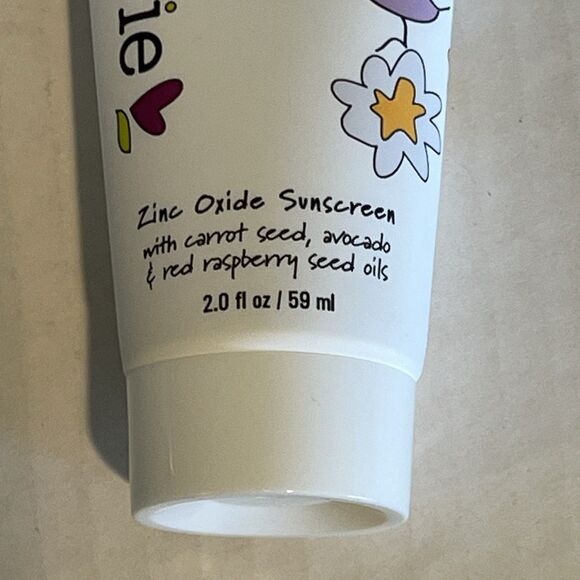 Zinc Oxide Sunscreen
with carrot seed, avocado
& red raspberry seed oils
2.0 fl oz / 59 ml